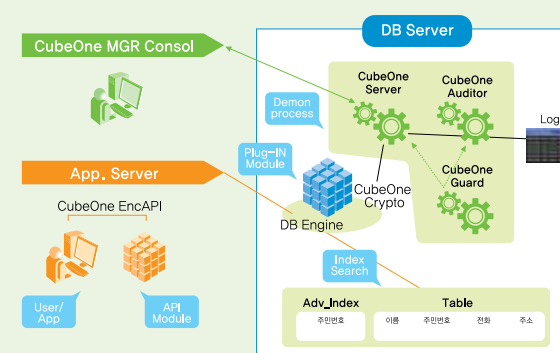 DB Server
CubeOne MGR Consol
CubeOne
Server
CubeOne
Auditor
Demon
process
Log
Plug-IN
Module
App. Server
CubeOne
Guard
CubeOne
Crypto
CubeOne EncAPI
DB Engine
Index
Search
User/
App
API
Module
Adv_Index
Table
주민번호
이름
주민번호
전화
주소